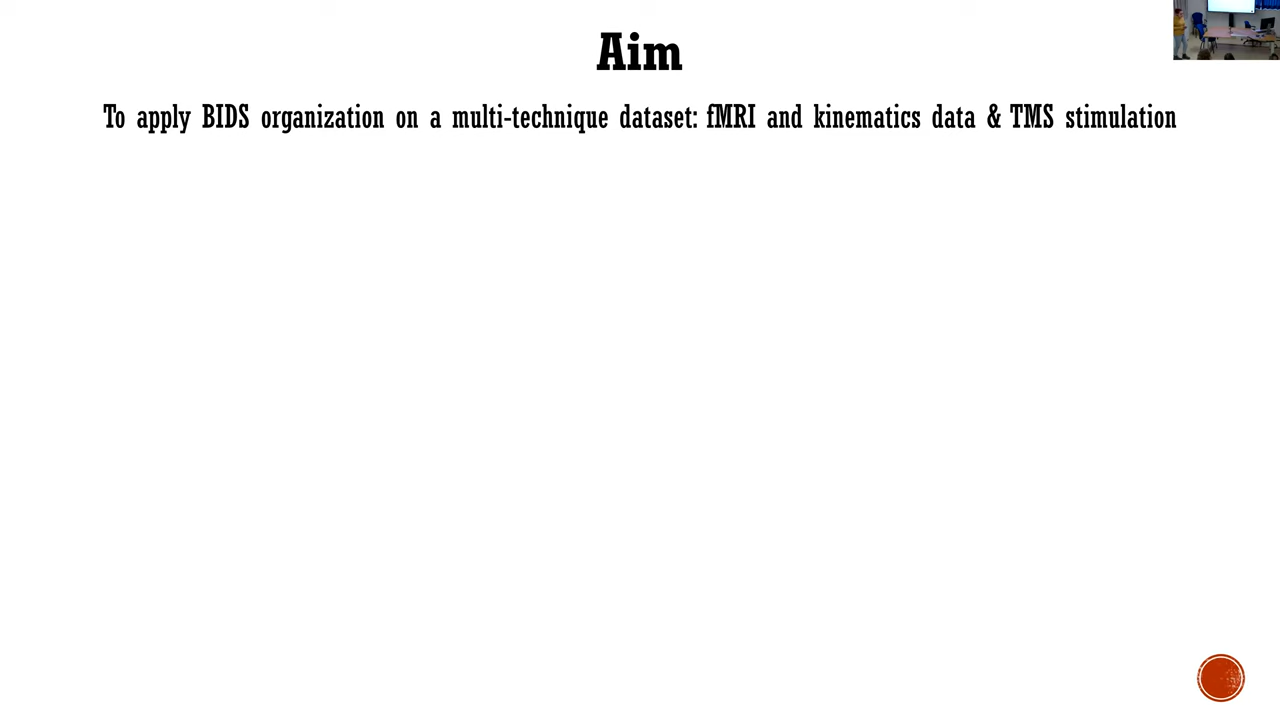 Aim
To apply BIDS organization on a multi-technique dataset: fMRI and kinematics data & TMS stimulation